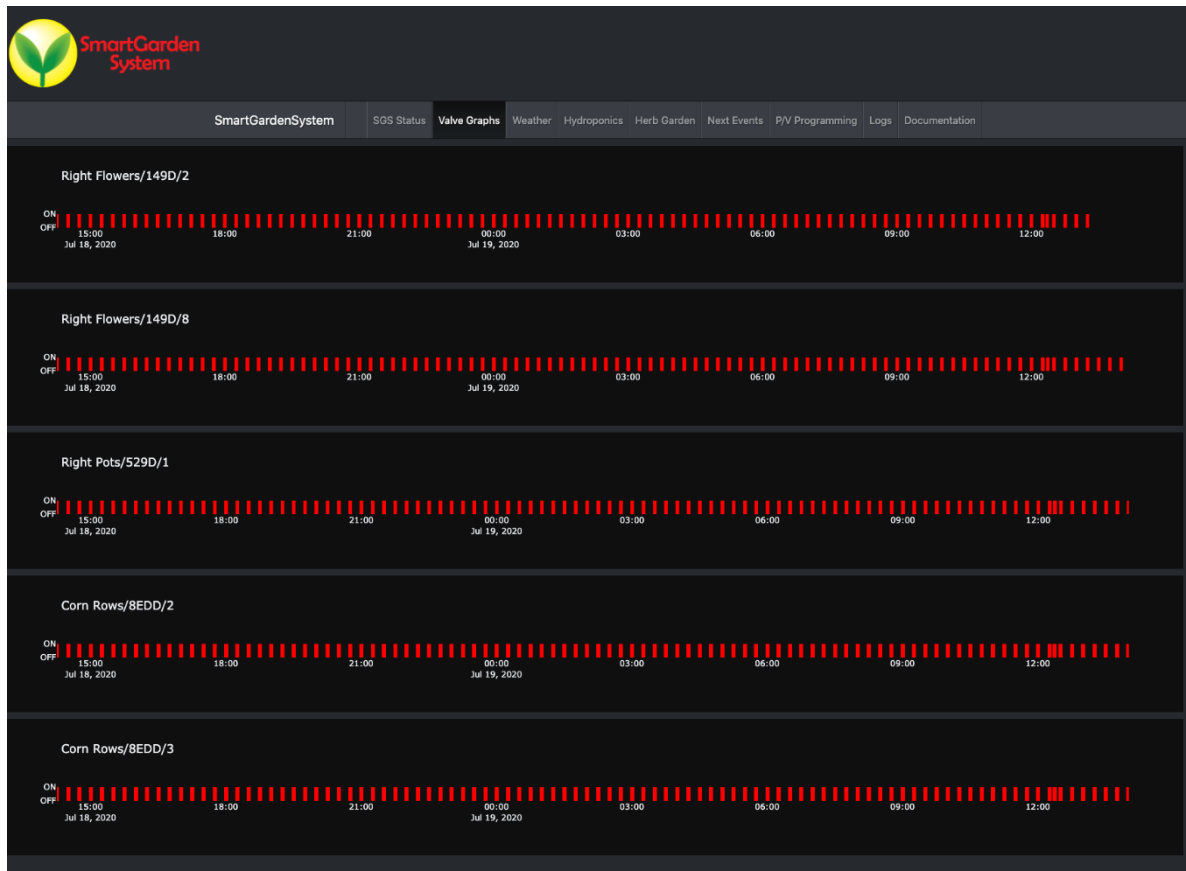 SmartGarden
System
SmartGardenSystem SGS Status Valve Graphs Weather Hydroponics Herb Garden Next Events P/V Programming Logs Documentation
Right Flowers/149D/2
ON
OFF
15:00 18:00 21:00 00:00 03:00 06:00 09:00 12:00
Jul 18, 2020 Jul 19, 2020
Right Flowers/149D/8
ON
OFF
15:00 18:00 21:00 00:00 03:00 06:00 09:00 12:00
Jul 18, 2020 Jul 19, 2020
Right Pots/529D/1
ON
OFF
15:00 18:00 21:00 00:00 03:00 06:00 09:00 12:00
Jul 18, 2020 Jul 19, 2020
Corn Rows/8EDD/2
ON
OFF
15:00 18:00 21:00 00:00 03:00 06:00 09:00 12:00
Jul 18, 2020 Jul 19, 2020
Corn Rows/8EDD/3
ON
OFF
15:00 18:00 21:00 00:00 03:00 06:00 09:00 12:00
Jul 18, 2020 Jul 19, 2020